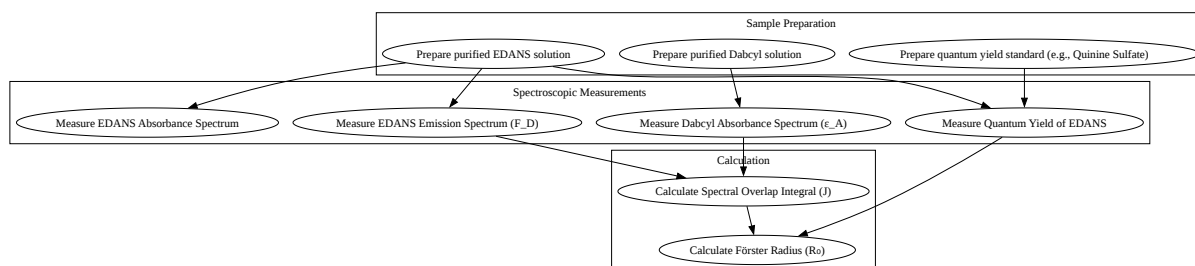 Sample Preparation
Prepare purified EDANS solution
Prepare purified Dabcyl solution
Prepare quantum yield standard (e.g., Quinine Sulfate)
Spectroscopic Measurements
Measure EDANS Absorbance Spectrum
Measure EDANS Emission Spectrum (F_D)
Measure Dabcyl Absorbance Spectrum (ε_A)
Measure Quantum Yield of EDANS
Calculation
Calculate Spectral Overlap Integral (J)
Calculate Förster Radius (R₀)